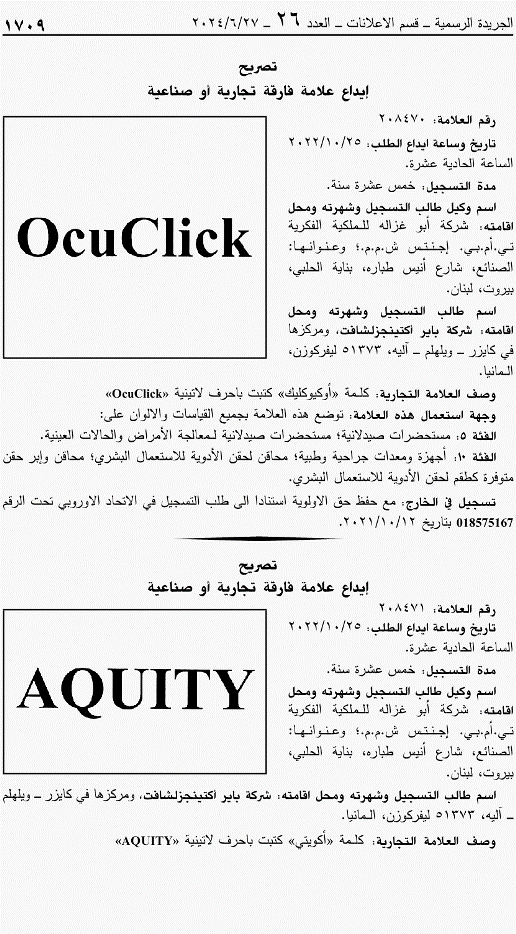 الجريدة الرسمية ــ قسم الاعلانات ــ العدد ٢٦ ــ ٢٠٢٤/٦/٢٧
١٧٠٩
تصريح
إيداع علامة فارقة تجارية أو صناعية
OcuClick
رقم العلامة: ٢٠٨٤٧٠
تاريخ وساعة ايداع الطلب: ٢٠٢٢/١٠/٢٥
الساعة الحادية عشرة.
مدة التسجيل: خمس عشرة سنة.
اسم وكيل طالب التسجيل وشهرته ومحل
اقامته: شركة أبو غزاله للملكية الفكرية
تي.أم.بي. إجنتس ش.م.م.؛ وعنوانها:
الصنائع، شارع أنيس طباره، بناية الحلبي،
بيروت، لبنان.
اسم طالب التسجيل وشهرته ومحل
اقامته: شركة باير أكتينجزلشافت، ومركزها
في كايزر ــ ويلهلم ــ آليه، ٥١٣٧٣ ليفركوزن،
المانيا.
وصف العلامة التجارية: كلمة «أوكيوكليك» كتبت باحرف لاتينية «OcuClick»
وجهة استعمال هذه العلامة: توضع هذه العلامة بجميع القياسات والالوان على:
الفئة ٥: مستحضرات صيدلانية؛ مستحضرات صيدلانية لمعالجة الأمراض والحالات العينية.
الفئة ١٠: أجهزة ومعدات جراحية وطبية؛ محاقن لحقن الأدوية للاستعمال البشري؛ محاقن وإبر حقن
متوفرة كطقم لحقن الأدوية للاستعمال البشري.
تسجيل في الخارج: مع حفظ حق الاولوية استنادا الى طلب التسجيل في الاتحاد الاوروبي تحت الرقم
018575167 بتاريخ ٢٠٢١/١٠/١٢.
تصريح
إيداع علامة فارقة تجارية أو صناعية
AQUITY
رقم العلامة: ٢٠٨٤٧١
تاريخ وساعة ايداع الطلب: ٢٠٢٢/١٠/٢٥
الساعة الحادية عشرة.
مدة التسجيل: خمس عشرة سنة.
اسم وكيل طالب التسجيل وشهرته ومحل
اقامته: شركة أبو غزاله للملكية الفكرية
تي.أم.بي. إجنتس ش.م.م.؛ وعنوانها:
الصنائع، شارع أنيس طباره، بناية الحلبي،
بيروت، لبنان.
اسم طالب التسجيل وشهرته ومحل اقامته: شركة باير أكتينجزلشافت، ومركزها في كايزر ــ ويلهلم
ــ آليه، ٥١٣٧٣ ليفركوزن، المانيا.
وصف العلامة التجارية: كلمة «أكويتي» كتبت باحرف لاتينية «AQUITY»